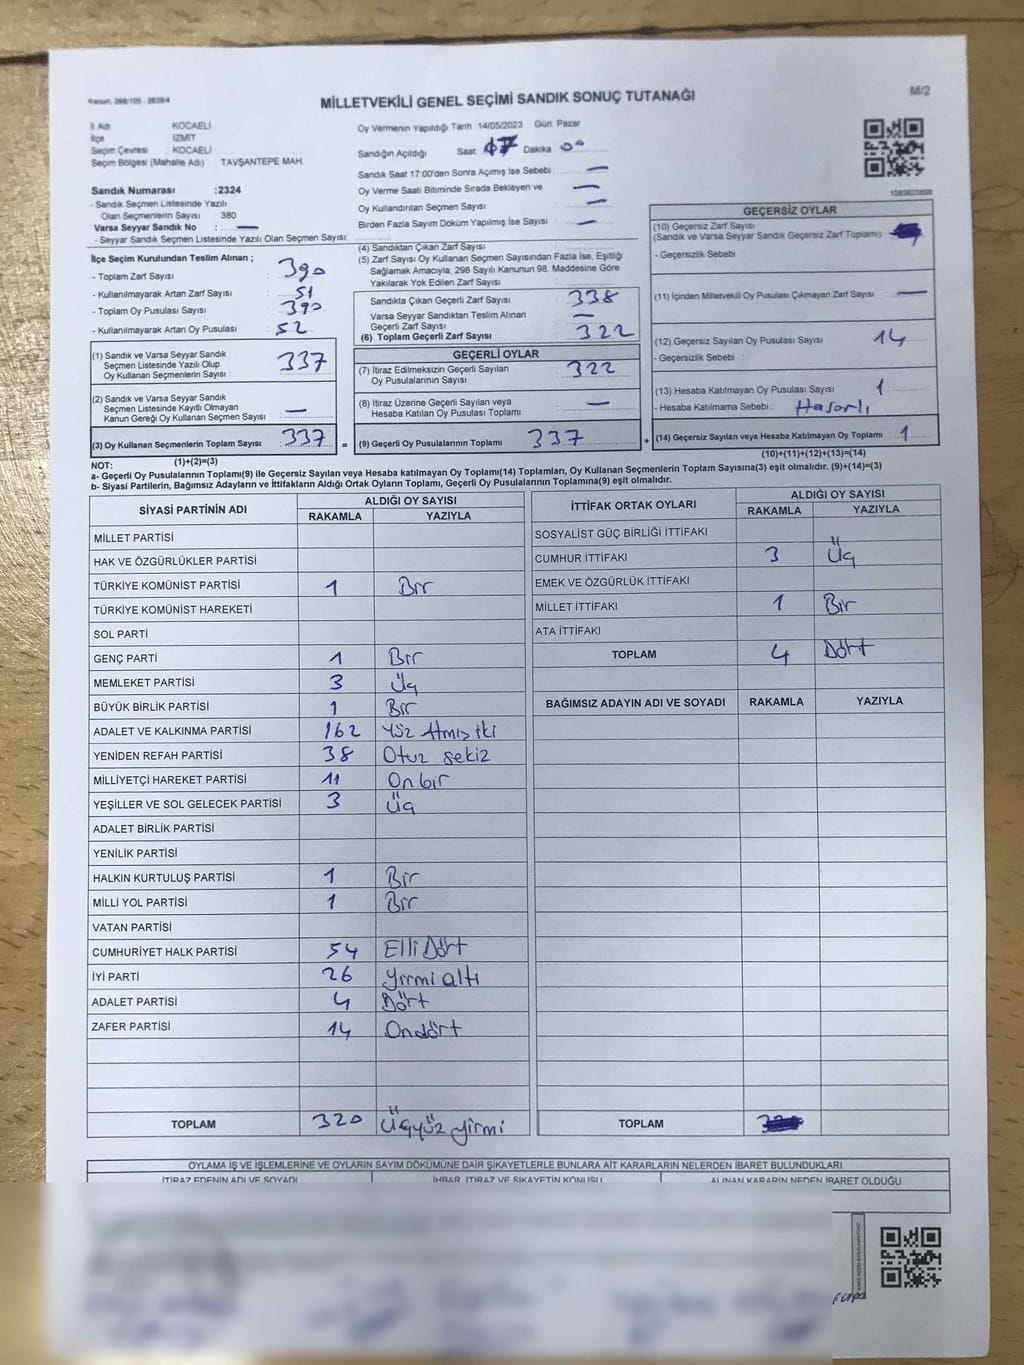 MİLLETVEKİLİ GENEL SEÇİMİ SANDIK SONUÇ TUTANAĞI
M/2
İl Adı KOCAELİ
İlçe İZMİT
Seçim Çevresi KOCAELİ
Seçim Bölgesi (Mahalle Adı) : TAVŞANTEPE MAH.
Sandık Numarası :2324
- Sandık Seçmen Listesinde Yazılı
Olan Seçmenlerin Sayısı 380
Varsa Seyyar Sandık No : —
- Seyyar Sandık Seçmen Listesinde Yazılı Olan Seçmen Sayısı:
İlçe Seçim Kurulundan Teslim Alınan ;
- Toplam Zarf Sayısı : 390
- Kullanılmayarak Artan Zarf Sayısı : 51
- Toplam Oy Pusulası Sayısı : 390
- Kullanılmayarak Artan Oy Pusulası : 52
(1) Sandık ve Varsa Seyyar Sandık
Seçmen Listesinde Yazılı Olup
Oy Kullanan Seçmenlerin Sayısı : 337
(2) Sandık ve Varsa Seyyar Sandık
Seçmen Listesinde Kayıtlı Olmayan
Kanun Gereği Oy Kullanan Seçmen Sayısı : —
(3) Oy Kullanan Seçmenlerin Toplam Sayısı : 337
(1)+(2)=(3)
Oy Vermenin Yapıldığı Tarih :14/05/2023 Gün: Pazar
Sandığın Açıldığı Saat: 17 Dakika : 00
Sandık Saat 17:00'den Sonra Açımış İse Sebebi : —
Oy Verme Saati Bitiminde Sırada Bekleyen ve : —
Oy Kullandırılan Seçmen Sayısı : —
Birden Fazla Sayım Döküm Yapılmış İse Sayısı : —
(4) Sandıktan Çıkan Zarf Sayısı :
(5) Zarf Sayısı Oy Kullanan Seçmen Sayısından Fazla İse, Eşitliği
Sağlamak Amacıyla; 298 Sayılı Kanunun 98. Maddesine Göre
Yakılarak Yok Edilen Zarf Sayısı :
Sandıkta Çıkan Geçerli Zarf Sayısı : 338
Varsa Seyyar Sandıktan Teslim Alınan
Geçerli Zarf Sayısı : —
(6) Toplam Geçerli Zarf Sayısı : 322
GEÇERLİ OYLAR
(7) İtiraz Edilmeksizin Geçerli Sayılan
Oy Pusulalarının Sayısı : 322
(8) İtiraz Üzerine Geçerli Sayılan veya
Hesaba Katılan Oy Pusulası Toplamı : —
= (9) Geçerli Oy Pusulalarının Toplamı : 337 +
1083623898
GEÇERSİZ OYLAR
(10) Geçersiz Zarf Sayısı
(Sandık ve Varsa Seyyar Sandık Geçersiz Zarf Toplamı)
- Geçersizlik Sebebi :
(11) İçinden Milletvekili Oy Pusulası Çıkmayan Zarf Sayısı : —
(12) Geçersiz Sayılan Oy Pusulası Sayısı : 14
- Geçersizlik Sebebi :
(13) Hesaba Katılmayan Oy Pusulası Sayısı : 1
- Hesaba Katılmama Sebebi : Hasarlı
(14) Geçersiz Sayılan veya Hesaba Katılmayan Oy Toplamı : 1
(10)+(11)+(12)+(13)=(14)
NOT:
a- Geçerli Oy Pusulalarının Toplamı(9) ile Geçersiz Sayılan veya Hesaba katılmayan Oy Toplamı(14) Toplamları, Oy Kullanan Seçmenlerin Toplam Sayısına(3) eşit olmalıdır. (9)+(14)=(3)
b- Siyasi Partilerin, Bağımsız Adayların ve İttifakların Aldığı Ortak Oyların Toplamı, Geçerli Oy Pusulalarının Toplamına(9) eşit olmalıdır.
SİYASİ PARTİNİN ADI ALDIĞI OY SAYISI
RAKAMLA YAZIYLA
MİLLET PARTİSİ
HAK VE ÖZGÜRLÜKLER PARTİSİ
TÜRKİYE KOMÜNİST PARTİSİ 1 Bir
TÜRKİYE KOMÜNİST HAREKETİ
SOL PARTİ
GENÇ PARTİ 1 Bir
MEMLEKET PARTİSİ 3 Üç
BÜYÜK BİRLİK PARTİSİ 1 Bir
ADALET VE KALKINMA PARTİSİ 162 Yüz Atmış iki
YENİDEN REFAH PARTİSİ 38 Otuz sekiz
MİLLİYETÇİ HAREKET PARTİSİ 11 On bir
YEŞİLLER VE SOL GELECEK PARTİSİ 3 Üç
ADALET BİRLİK PARTİSİ
YENİLİK PARTİSİ
HALKIN KURTULUŞ PARTİSİ 1 Bir
MİLLİ YOL PARTİSİ 1 Bir
VATAN PARTİSİ
CUMHURİYET HALK PARTİSİ 54 Elli Dört
İYİ PARTİ 26 Yirmi altı
ADALET PARTİSİ 4 Dört
ZAFER PARTİSİ 14 Ondört
TOPLAM 320 Üçyüz yirmi
İTTİFAK ORTAK OYLARI ALDIĞI OY SAYISI
RAKAMLA YAZIYLA
SOSYALİST GÜÇ BİRLİĞİ İTTİFAKI
CUMHUR İTTİFAKI 3 Üç
EMEK VE ÖZGÜRLÜK İTTİFAKI
MİLLET İTTİFAKI 1 Bir
ATA İTTİFAKI
TOPLAM 4 Dört
BAĞIMSIZ ADAYIN ADI VE SOYADI RAKAMLA YAZIYLA
TOPLAM
OYLAMA İŞ VE İŞLEMLERİNE VE OYLARIN SAYIM DÖKÜMÜNE DAİR ŞİKAYETLERLE BUNLARA AİT KARARLARIN NELERDEN İBARET BULUNDUKLARI
İTİRAZ EDENİN ADI VE SOYADI İHBAR, İTİRAZ VE ŞİKAYETİN KONUSU ALINAN KARARIN NEDEN İBARET OLDUĞU